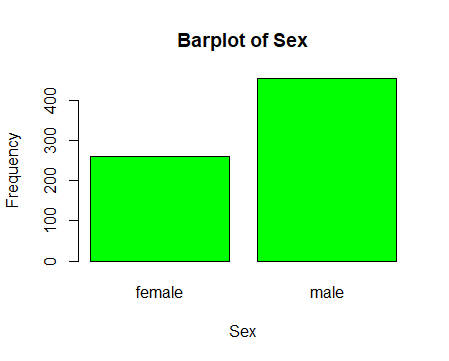 Barplot of Sex
Frequency
400
300
200
100
0
female male
Sex